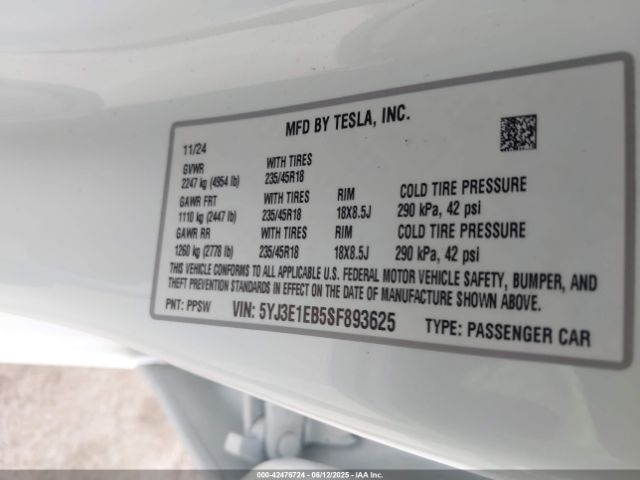 MFD BY TESLA, INC.
11/24
GVWR WITH TIRES
2247 kg (4954 lb) 235/45R18
GAWR FRT WITH TIRES RIM COLD TIRE PRESSURE
1110 kg (2447 lb) 235/45R18 18X8.5J 290 kPa, 42 psi
GAWR RR WITH TIRES RIM COLD TIRE PRESSURE
1260 kg (2778 lb) 235/45R18 18X8.5J 290 kPa, 42 psi
THIS VEHICLE CONFORMS TO ALL APPLICABLE U.S. FEDERAL MOTOR VEHICLE SAFETY, BUMPER, AND
THEFT PREVENTION STANDARDS IN EFFECT ON THE DATE OF MANUFACTURE SHOWN ABOVE.
PNT: PPSW VIN: 5YJ3E1EB5SF893625 TYPE: PASSENGER CAR
000-42476724 - 06/12/2025 - IAAI Inc.